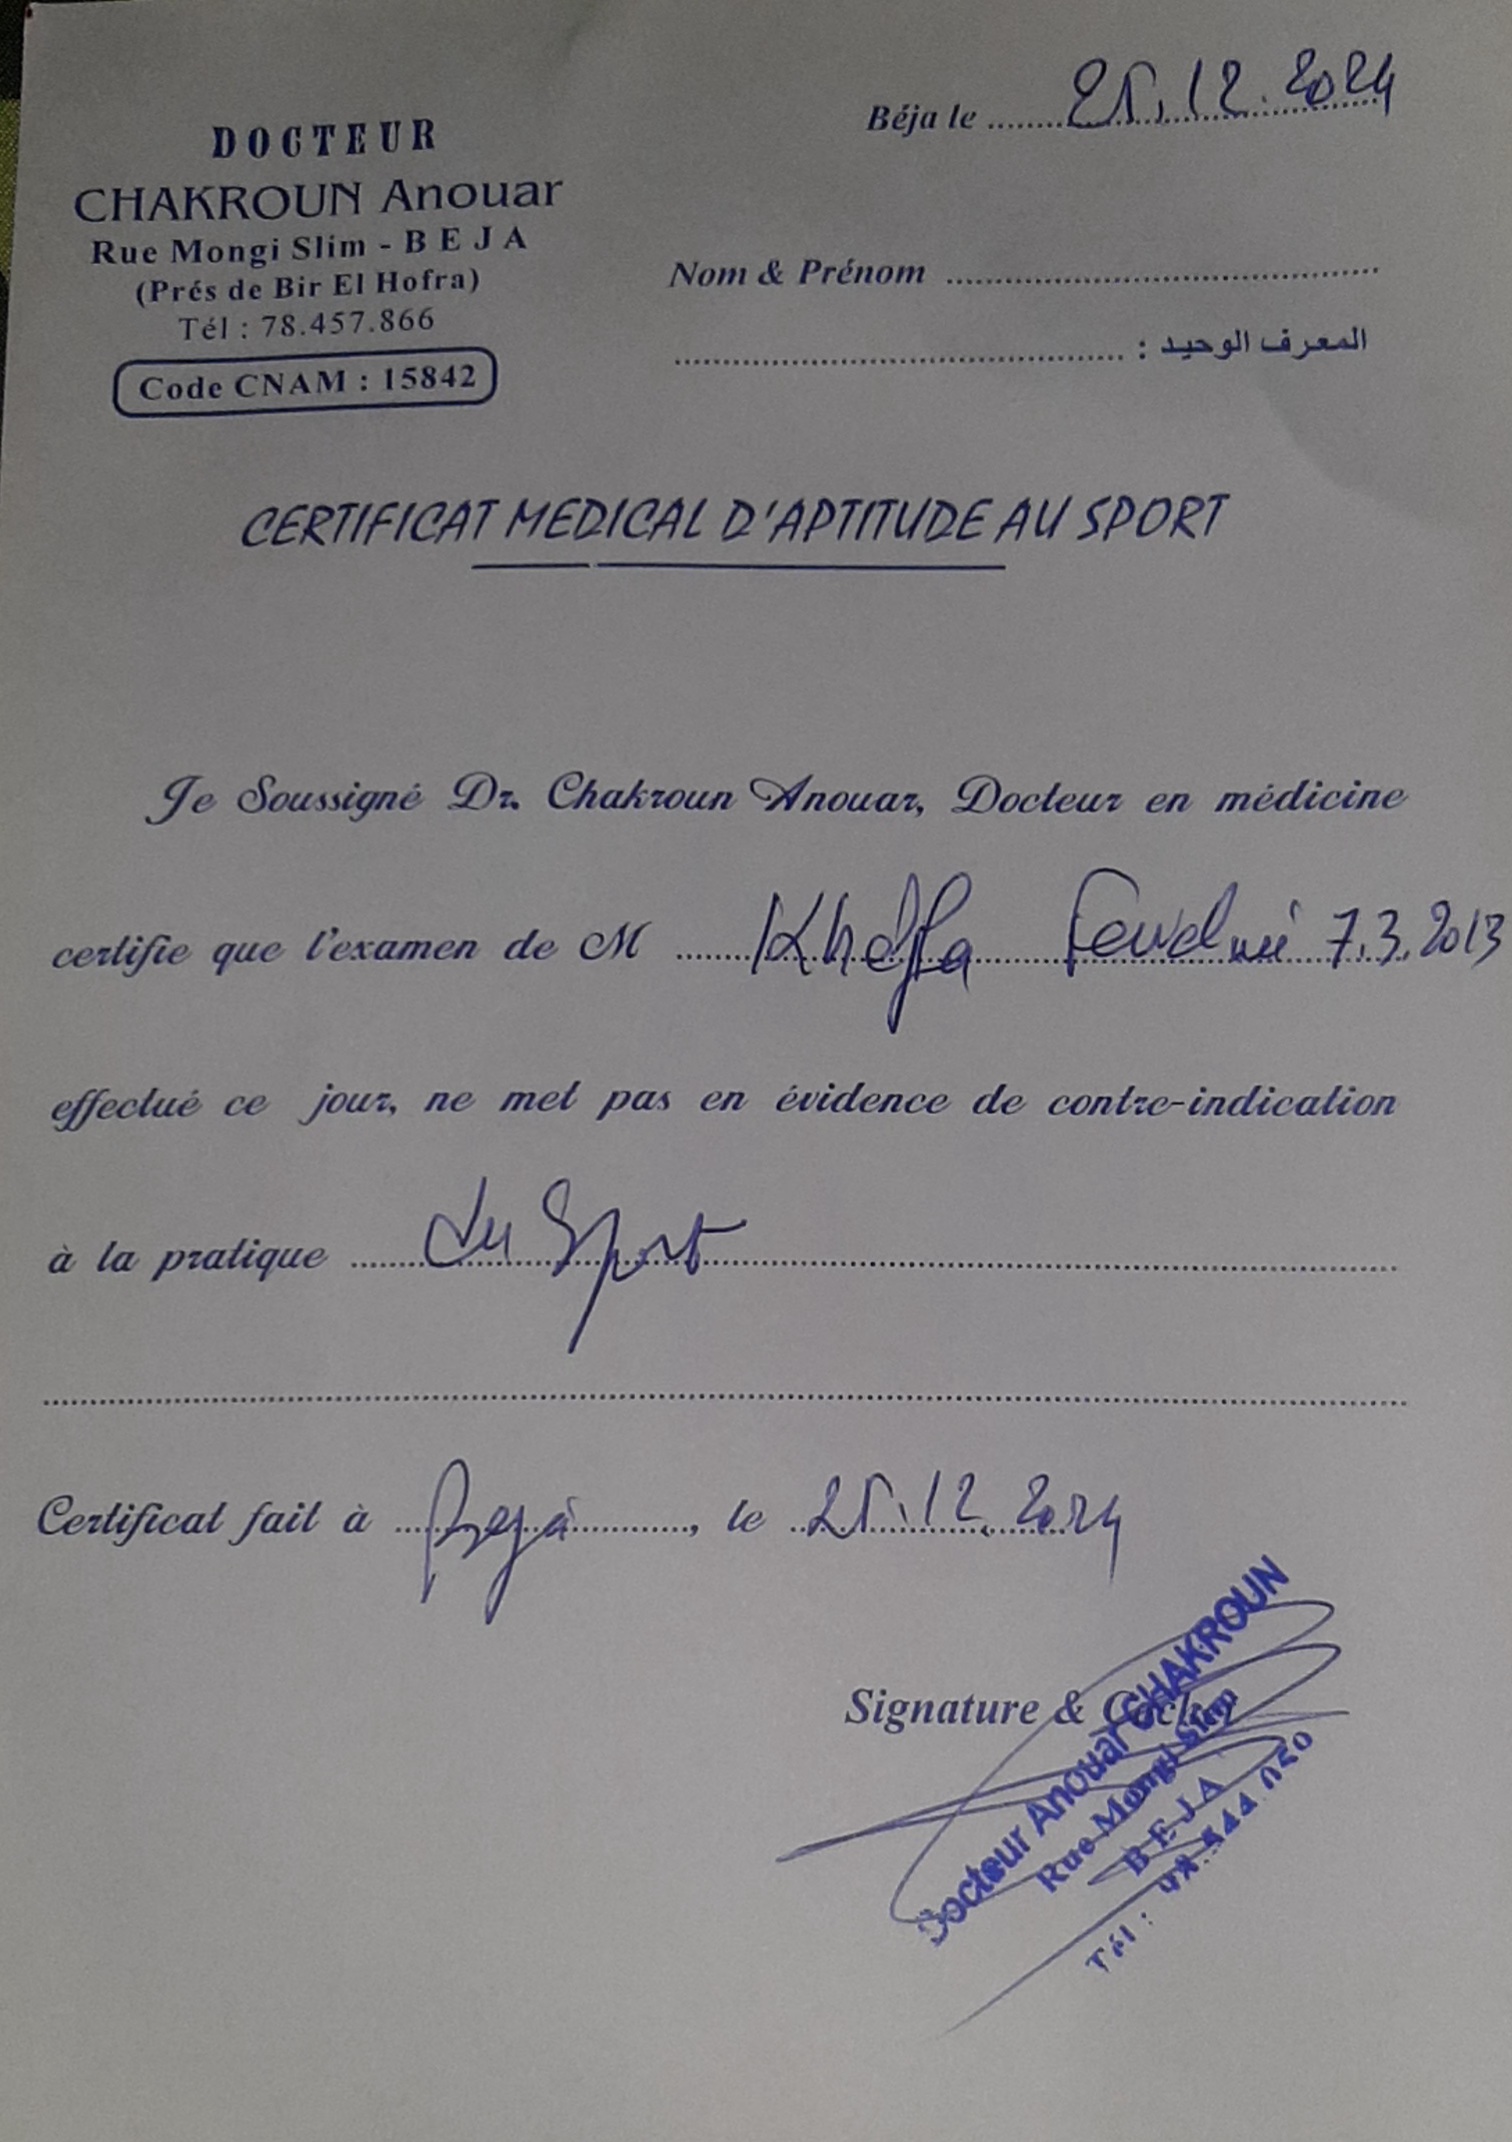 DOCTEUR
CHAKROUN Anouar
Rue Mongi Slim - BEJA
(Prés de Bir El Hofra)
Tél : 78.457.866
Code CNAM : 15842
Béja le ........ 25.12.2024
Nom & Prénom ........
المعرف الوحيد : ........
CERTIFICAT MEDICAL D'APTITUDE AU SPORT
Je Soussigné Dr. Chakroun Anouar, Docteur en médicine
certifie que l'examen de M ........ né 7.3.2013
effectué ce jour, ne met pas en évidence de contre-indication
à la pratique ........ du Sport ........
Certificat fait à ... Beja ........, le ... 25.12.2024
Signature & Cachet
Docteur Anouar CHAKROUN
Rue Mongi Slim
BEJA
Tél :